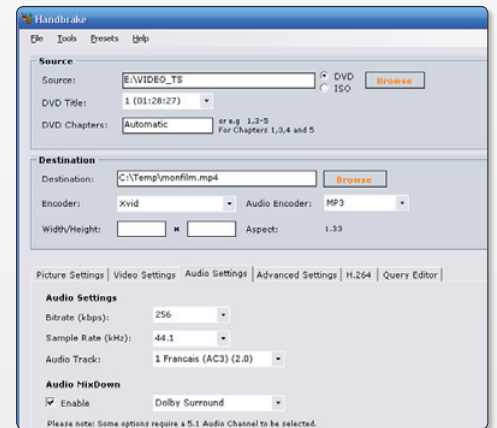 Handbrake
File Tools Presets Help
Source
Source: E:\VIDEO_TS DVD Browse
ISO
DVD Title: 1 (01:28:27)
DVD Chapters: Automatic or e.g 1,3-5
For Chapters 1,3,4 and 5
Destination
Destination: C:\Temp\monfilm.mp4 Browse
Encoder: Xvid Audio Encoder: MP3
Width/Height: x Aspect: 1.33
Picture Settings Video Settings Audio Settings Advanced Settings H.264 Query Editor
Audio Settings
Bitrate (kbps): 256
Sample Rate (kHz): 44.1
Audio Track: 1 Francais (AC3) (2.0)
Audio MixDown
Enable Dolby Surround
Please note: Some options require a 5.1 Audio Channel to be selected.